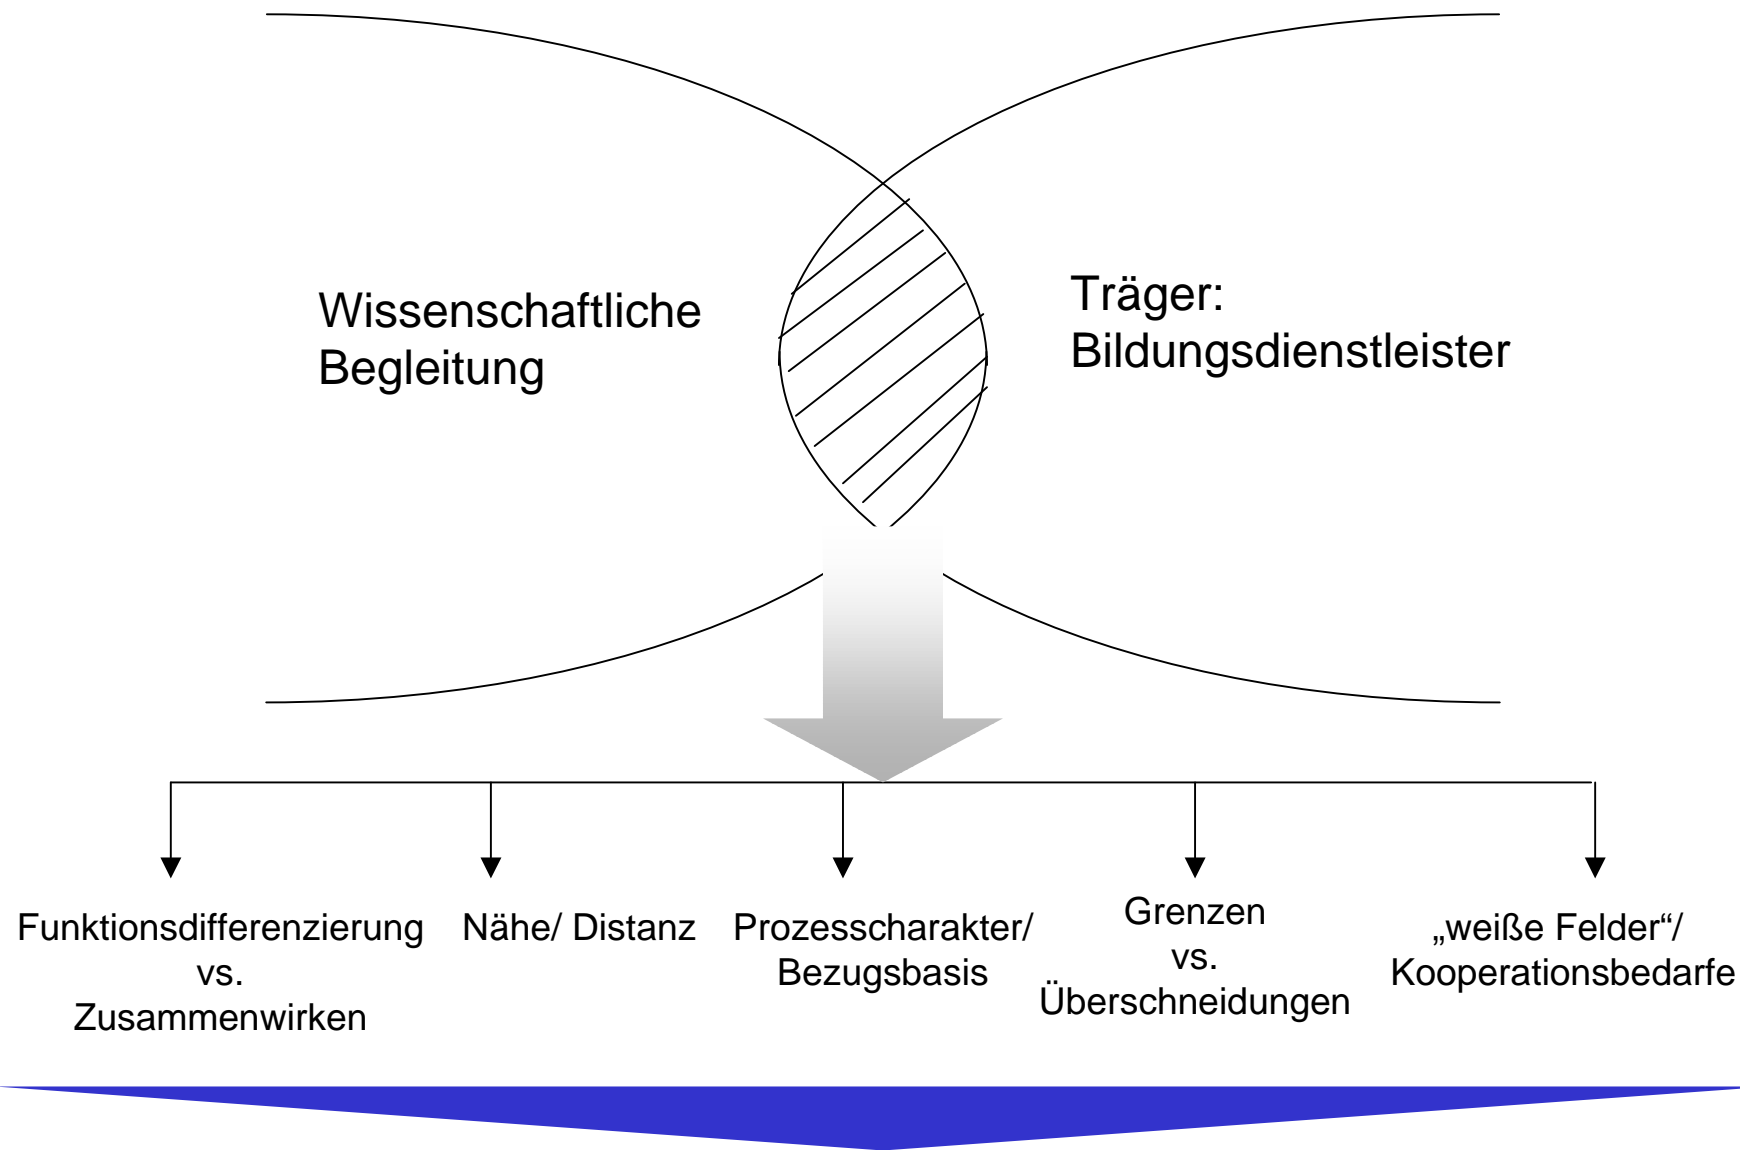 Wissenschaftliche
Begleitung
Träger:
Bildungsdienstleister
Funktionsdifferenzierung
vs.
Zusammenwirken
Nähe/ Distanz
Prozesscharakter/
Bezugsbasis
Grenzen
vs.
Überschneidungen
„weiße Felder“/
Kooperationsbedarfe